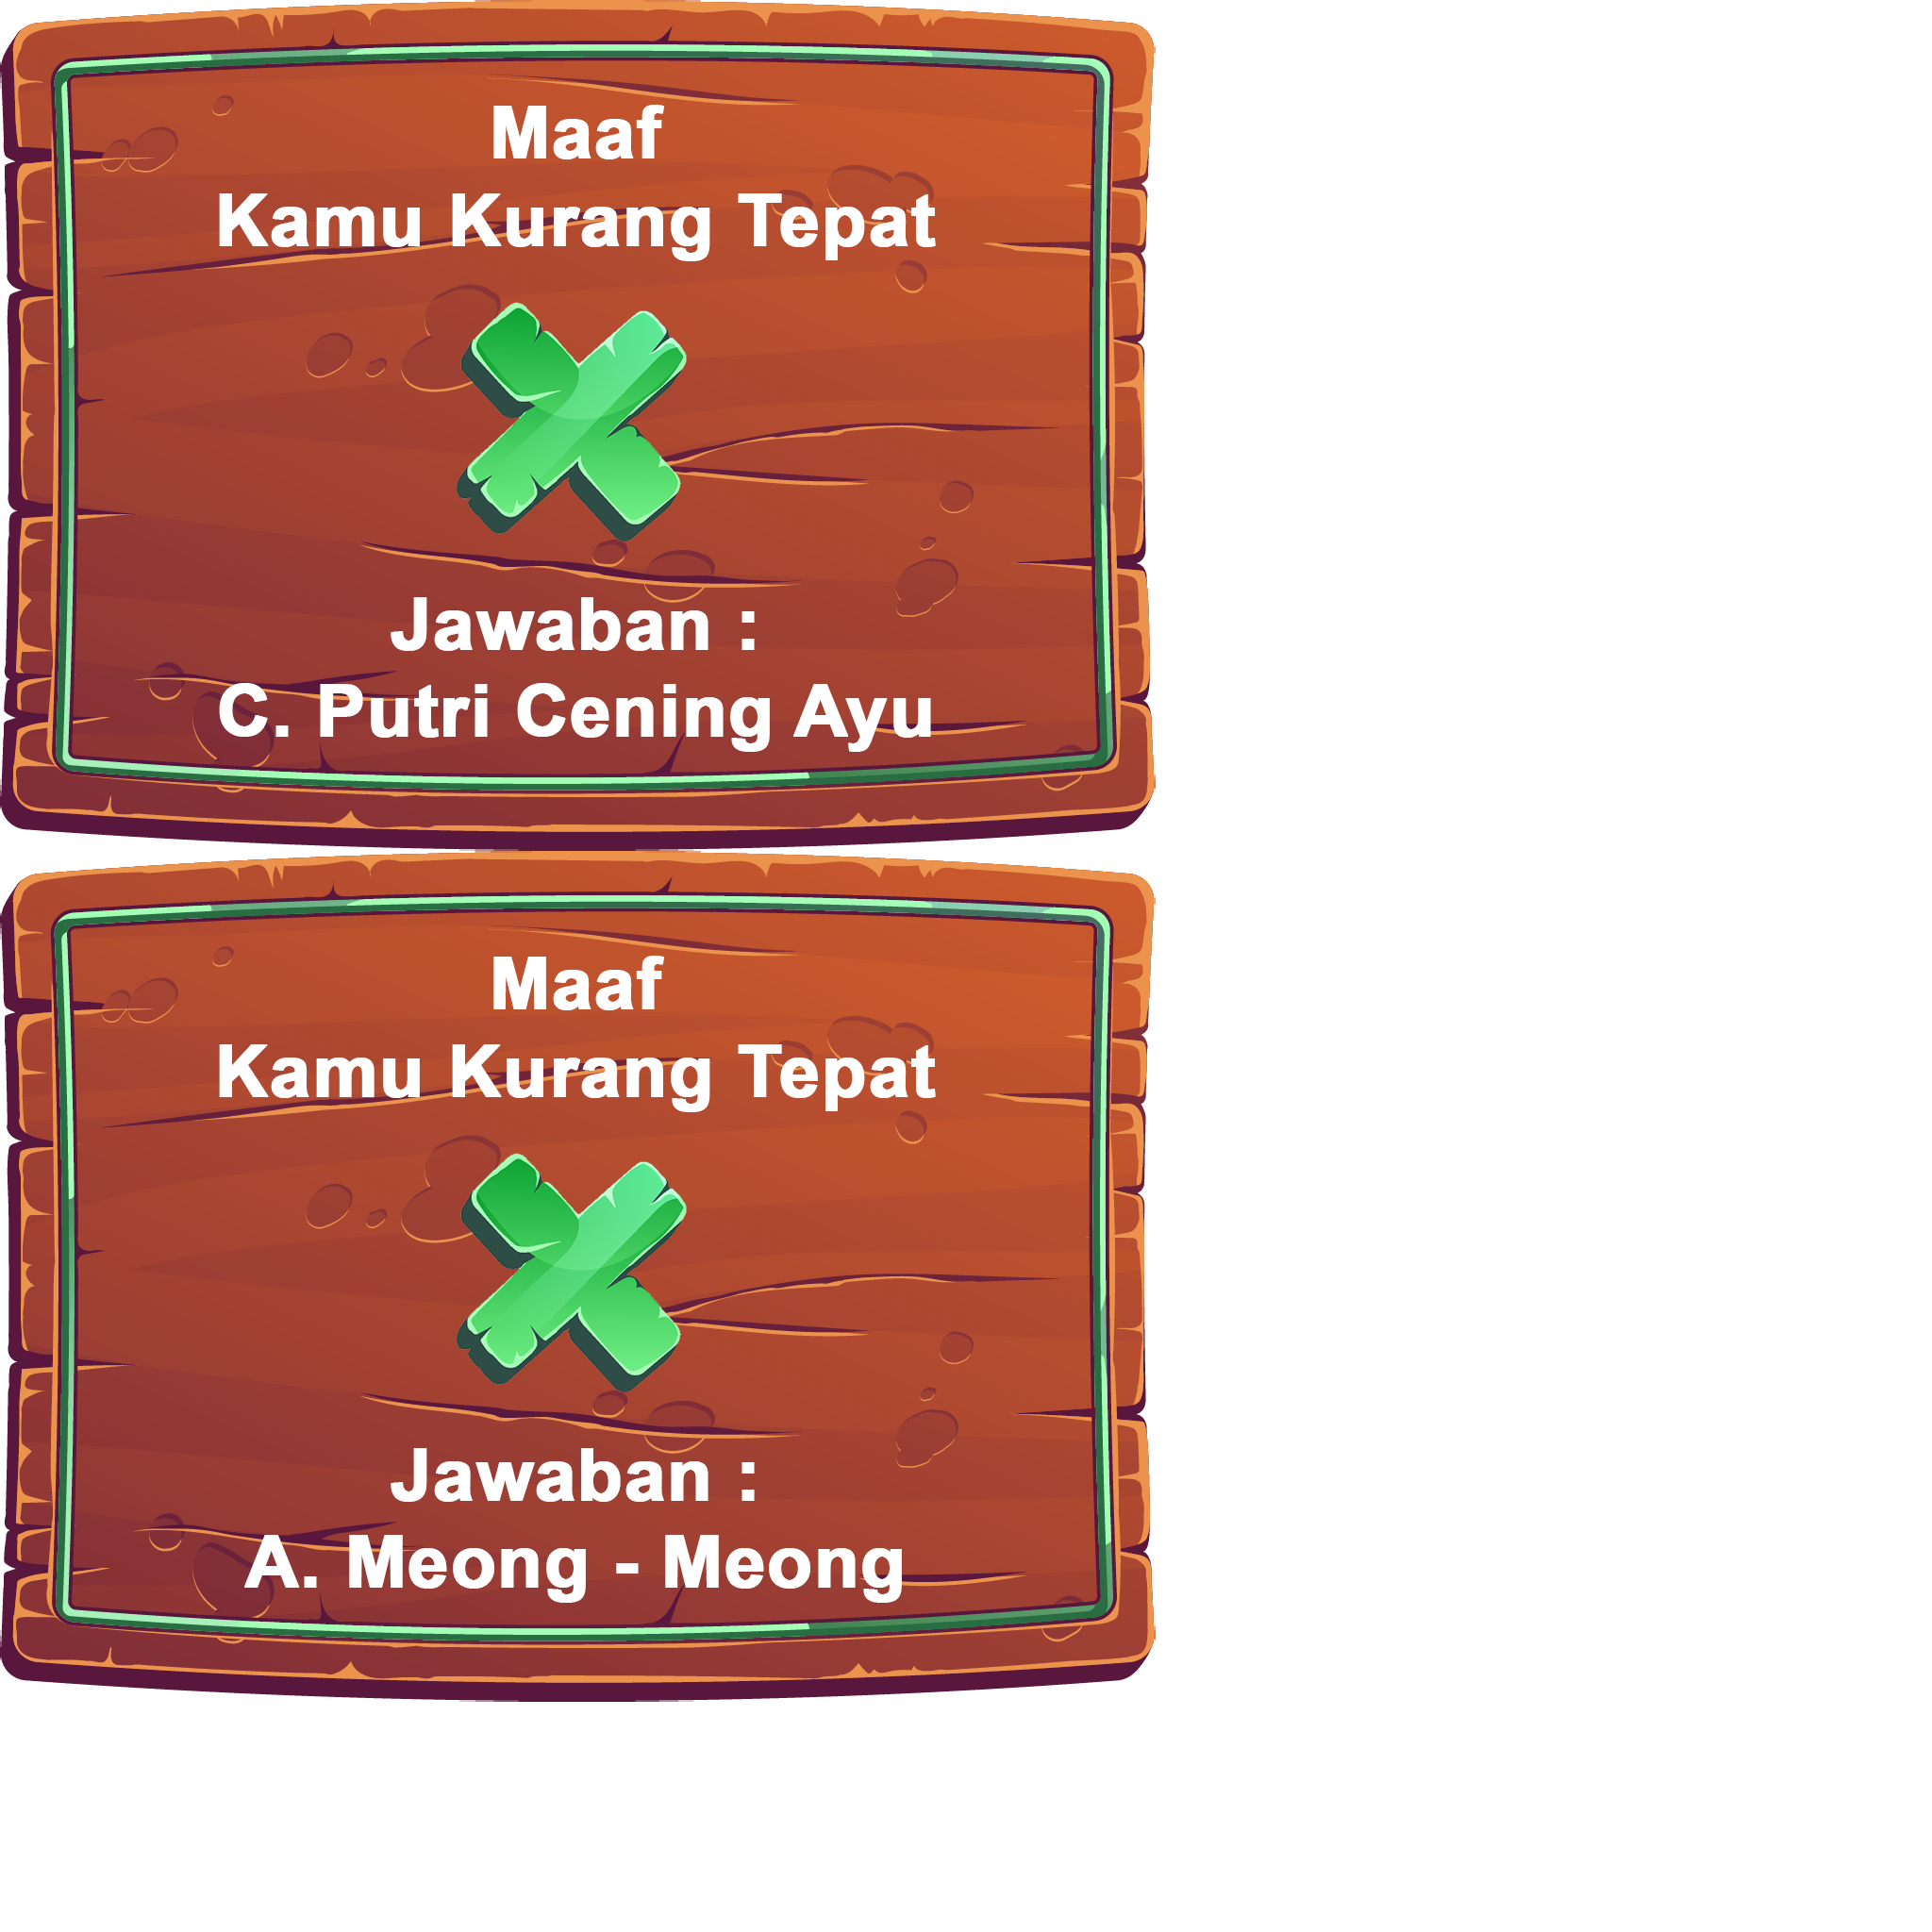 Maaf
Kamu Kurang Tepat
Jawaban :
C. Putri Cening Ayu
Maaf
Kamu Kurang Tepat
Jawaban :
A. Meong - Meong